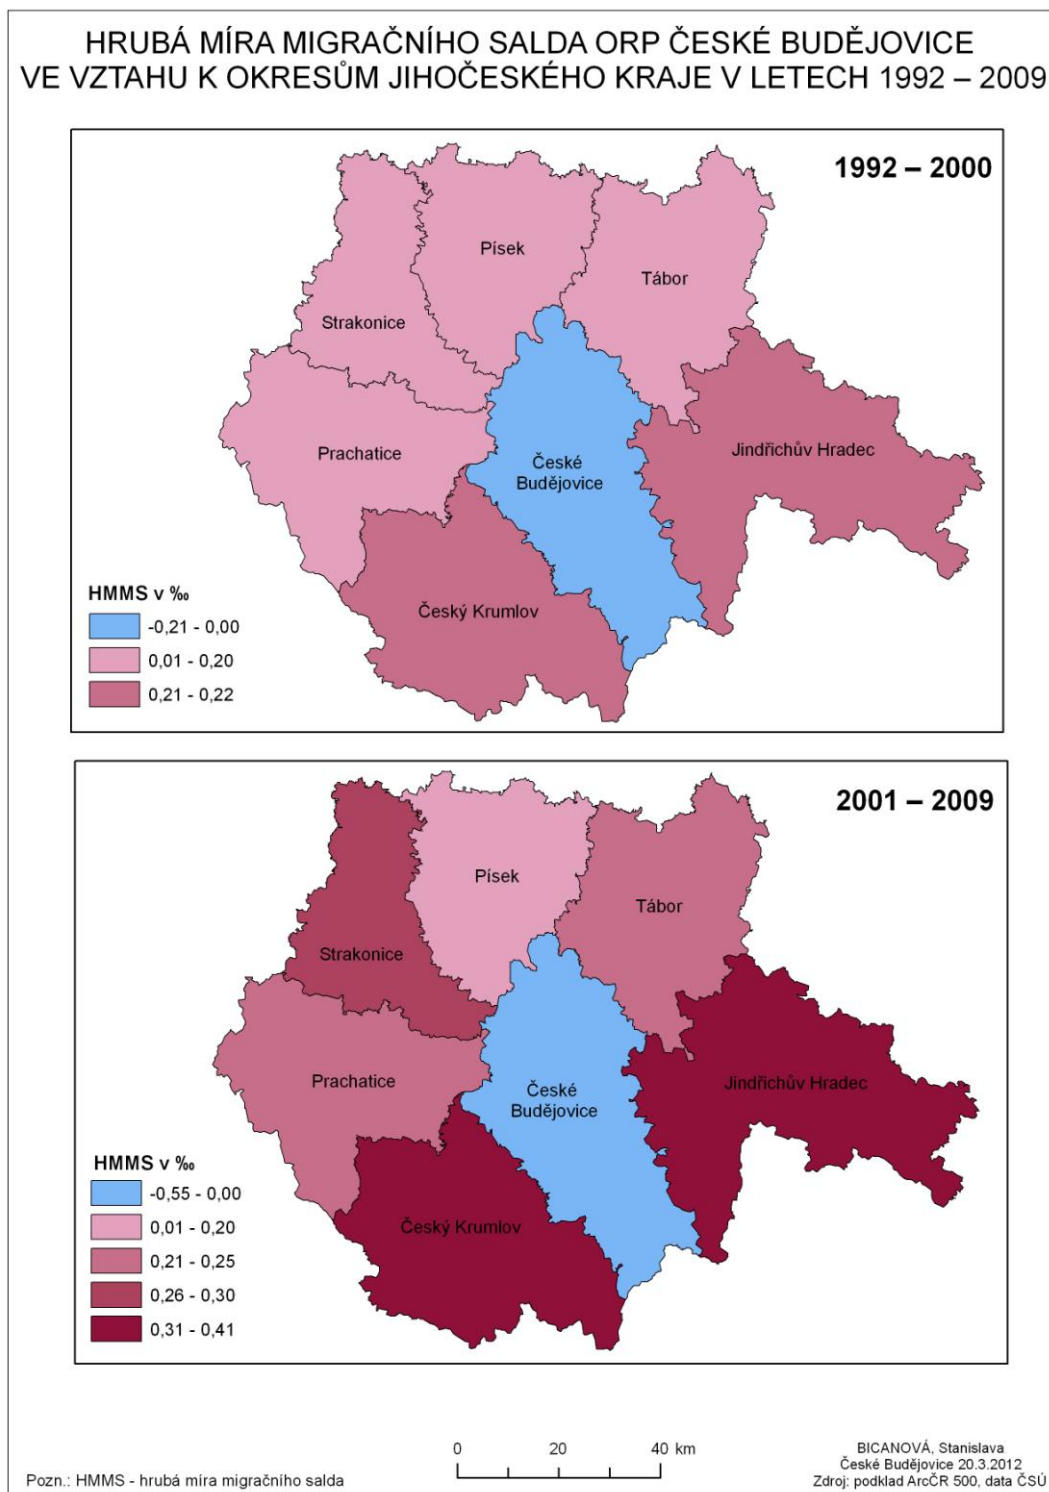 HRUBÁ MÍRA MIGRAČNÍHO SALDA ORP ČESKÉ BUDĚJOVICE
VE VZTAHU K OKRESŮM JIHOČESKÉHO KRAJE V LETECH 1992 – 2009
1992 – 2000
Písek
Tábor
Strakonice
Prachatice
České
Budějovice
Jindřichův Hradec
Český Krumlov
HMMS v ‰
-0,21 - 0,00
0,01 - 0,20
0,21 - 0,22
2001 – 2009
Písek
Tábor
Strakonice
Prachatice
České
Budějovice
Jindřichův Hradec
Český Krumlov
HMMS v ‰
-0,55 - 0,00
0,01 - 0,20
0,21 - 0,25
0,26 - 0,30
0,31 - 0,41
0 20 40 km
Pozn.: HMMS - hrubá míra migračního salda
BICANOVÁ, Stanislava
České Budějovice 20.3.2012
Zdroj: podklad ArcČR 500, data ČSÚ